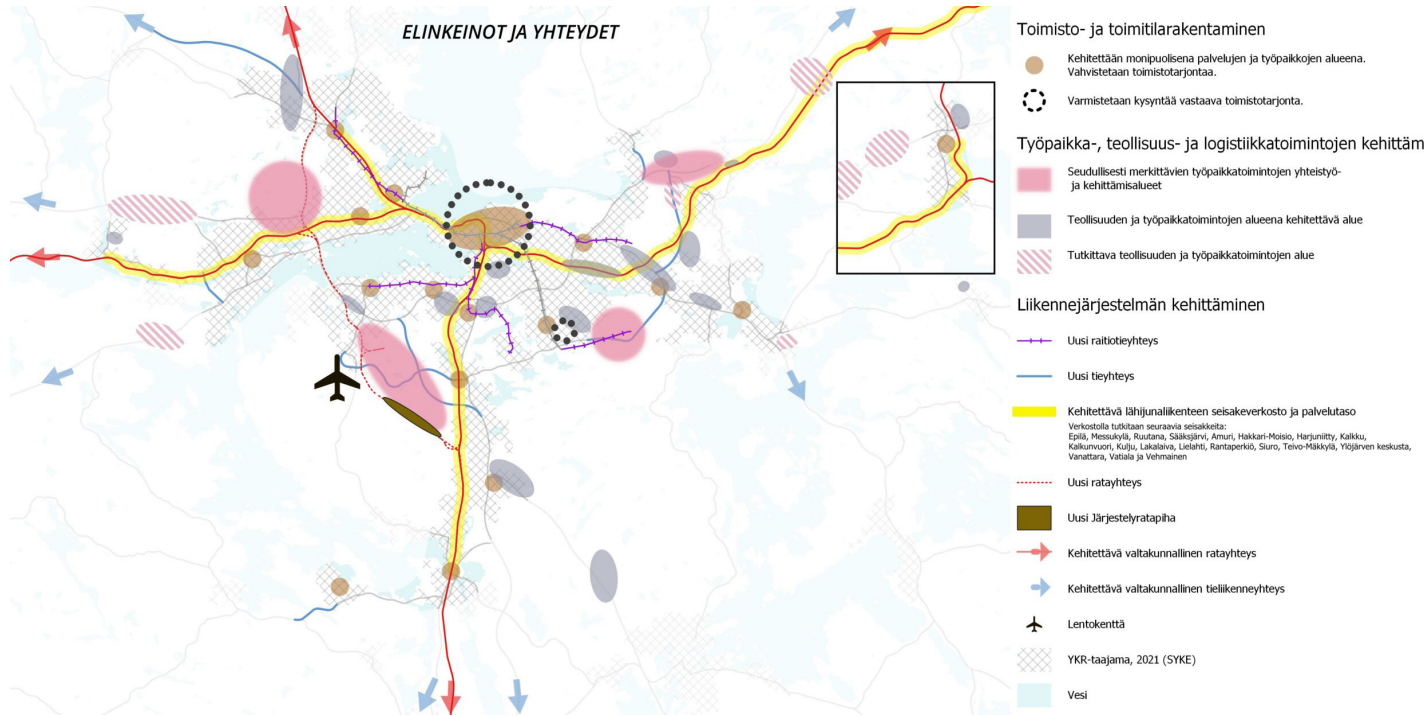 ELINKEINOT JA YHTEYDET
Toimisto- ja toimitilarakentaminen
Kehitettään monipuolisena palvelujen ja työpaikkojen alueena.
Vahvistetaan toimistotarjontaa.
Varmistetaan kysyntää vastaava toimistotarjonta.
Työpaikka-, teollisuus- ja logistiikkatoimintojen kehittäm
Seudullisesti merkittävien työpaikkatoimintojen yhteistyö-
ja kehittämisalueet
Teollisuuden ja työpaikkatoimintojen alueena kehitettävä alue
Tutkittava teollisuuden ja työpaikkatoimintojen alue
Liikennejärjestelmän kehittäminen
Uusi raitiotieyhteys
Uusi tieyhteys
Kehitettävä lähijunaliikenteen seisakeverkosto ja palvelutaso
Verkostolla tutkitaan seuraavia seisakkeita:
Epilä, Messukylä, Ruutana, Sääksjärvi, Amuri, Hakkari-Moisio, Harjuniitty, Kalkku,
Kalkunvuori, Kulju, Lakalaiva, Lielahti, Rantaperkiö, Siuro, Teivo-Mäkkylä, Ylöjärven keskusta,
Vanattara, Vatiala ja Vehmainen
Uusi ratayhteys
Uusi Järjestelyratapiha
Kehitettävä valtakunnallinen ratayhteys
Kehitettävä valtakunnallinen tieliikenneyhteys
Lentokenttä
YKR-taajama, 2021 (SYKE)
Vesi